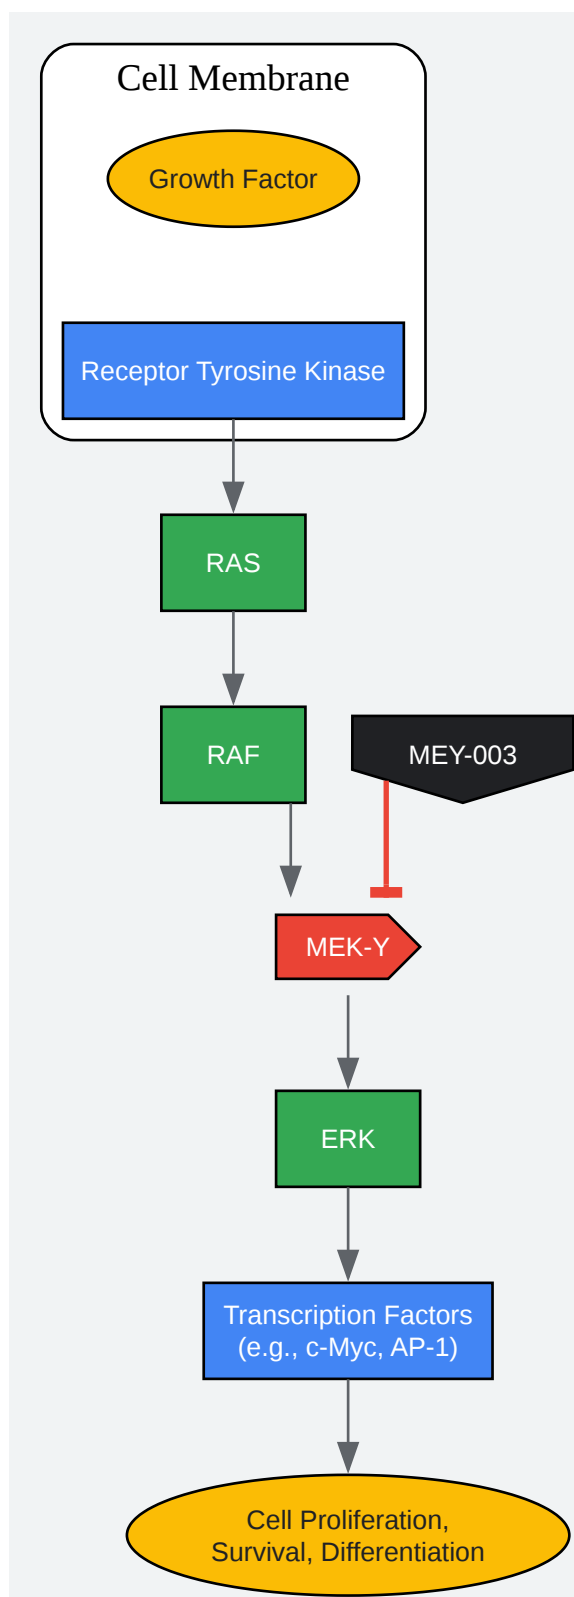 Cell Membrane
Growth Factor
Receptor Tyrosine Kinase
RAS
RAF
MEY-003
MEK-Y
ERK
Transcription Factors
(e.g., c-Myc, AP-1)
Cell Proliferation,
Survival, Differentiation